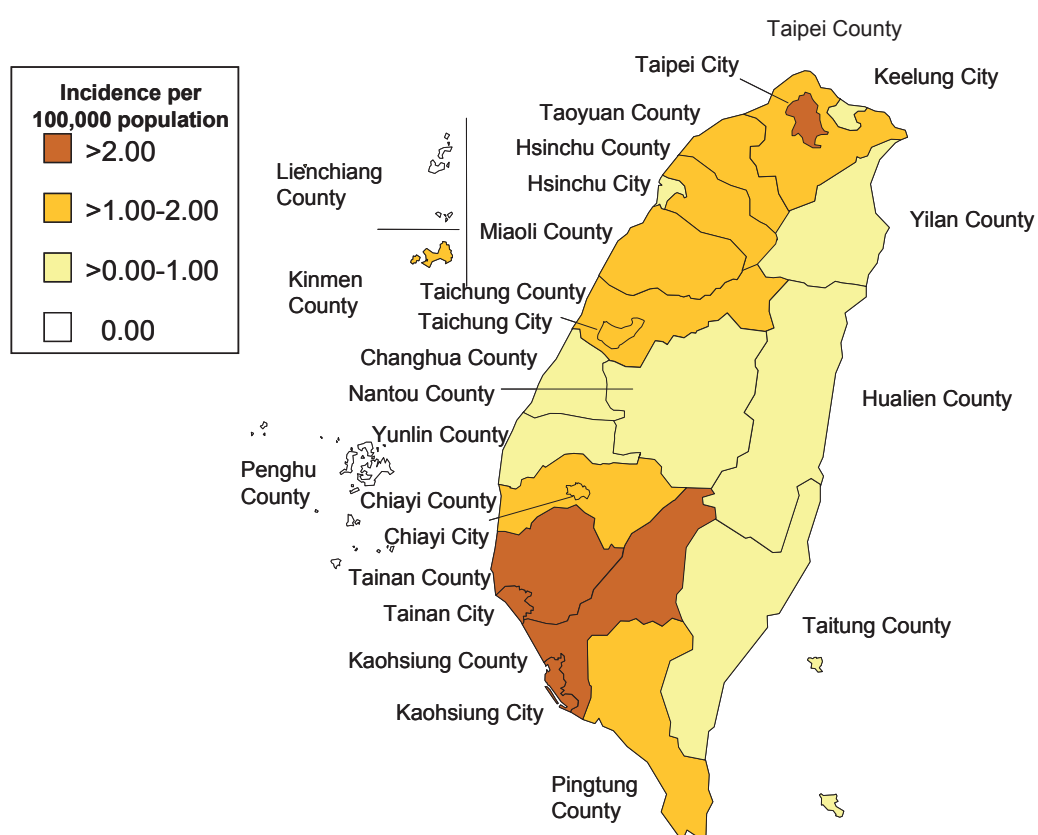 Taipei County
Taipei City
Keelung City
Incidence per
100,000 population
>2.00
>1.00-2.00
>0.00-1.00
0.00
Taoyuan County
Hsinchu County
Lienchiang
County
Hsinchu City
Miaoli County
Yilan County
Kinmen
County
Taichung County
Taichung City
Changhua County
Nantou County
Hualien County
Yunlin County
Penghu
County
Chiayi County
Chiayi City
Tainan County
Tainan City
Taitung County
Kaohsiung County
Kaohsiung City
Pingtung
County